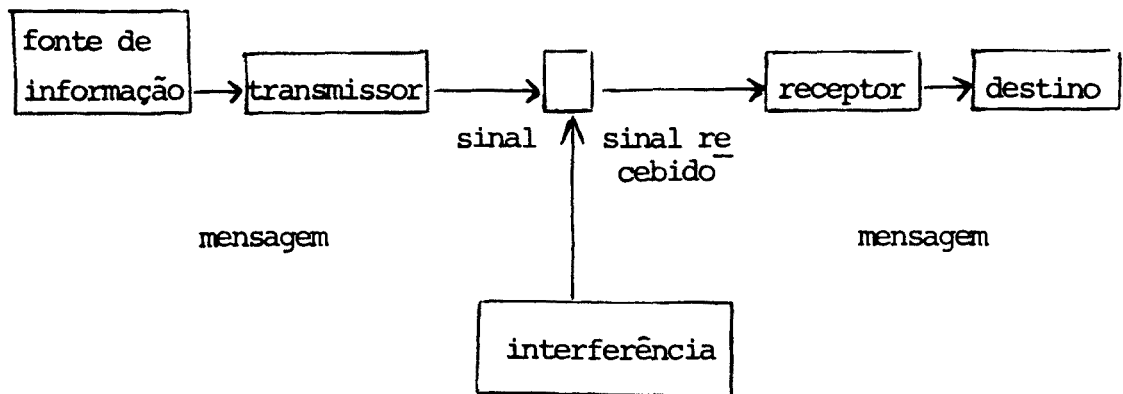 fonte de
informação
transmissor
receptor
destino
sinal
sinal re
cebido
mensagem
mensagem
interferência